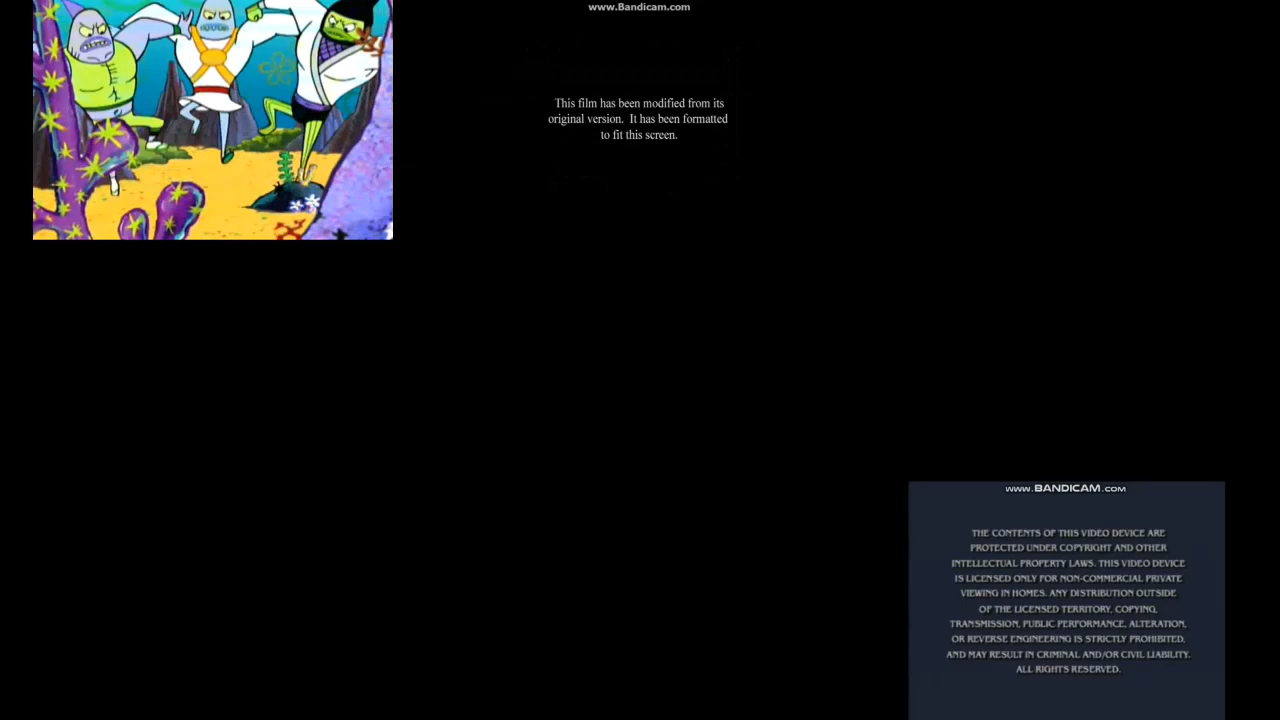 www.Bandicam.com
This film has been modified from its
original version. It has been formatted
to fit this screen.
www.BANDICAM.com
THE CONTENTS OF THIS VIDEO DEVICE ARE
PROTECTED UNDER COPYRIGHT AND OTHER
INTELLECTUAL PROPERTY LAWS. THIS VIDEO DEVICE
IS LICENSED ONLY FOR NON-COMMERCIAL PRIVATE
VIEWING IN HOMES. ANY DISTRIBUTION OUTSIDE
OF THE LICENSED TERRITORY, COPYING,
TRANSMISSION, PUBLIC PERFORMANCE, ALTERATION,
OR REVERSE ENGINEERING IS STRICTLY PROHIBITED,
AND MAY RESULT IN CRIMINAL AND/OR CIVIL LIABILITY.
ALL RIGHTS RESERVED.